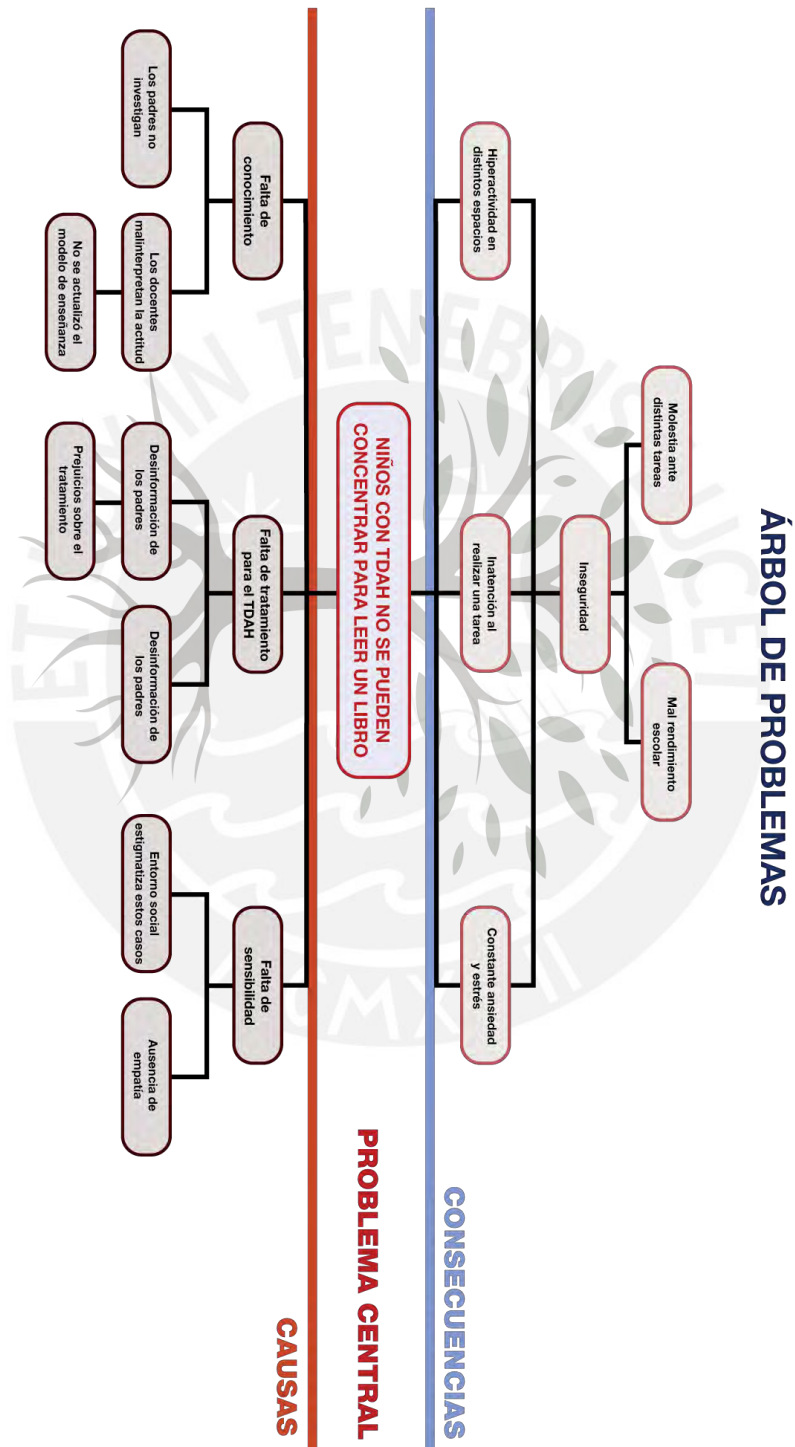 ÁRBOL DE PROBLEMAS
Molestia ante
distintas tareas
Mal rendimiento
escolar
Inseguridad
Hiperactividad en
distintos espacios
Inatención al
realizar una tarea
Constante ansiedad
y estrés
CONSECUENCIAS
NIÑOS CON TDAH NO SE PUEDEN
CONCENTRAR PARA LEER UN LIBRO
PROBLEMA CENTRAL
CAUSAS
Falta de
conocimiento
Falta de tratamiento
para el TDAH
Falta de
sensibilidad
Los padres no
investigan
Los docentes
malinterpretan la actitud
Desinformación de
los padres
Desinformación de
los padres
Entorno social
estigmatiza estos casos
Ausencia de
empatía
No se actualizó el
modelo de enseñanza
Prejuicios sobre el
tratamiento